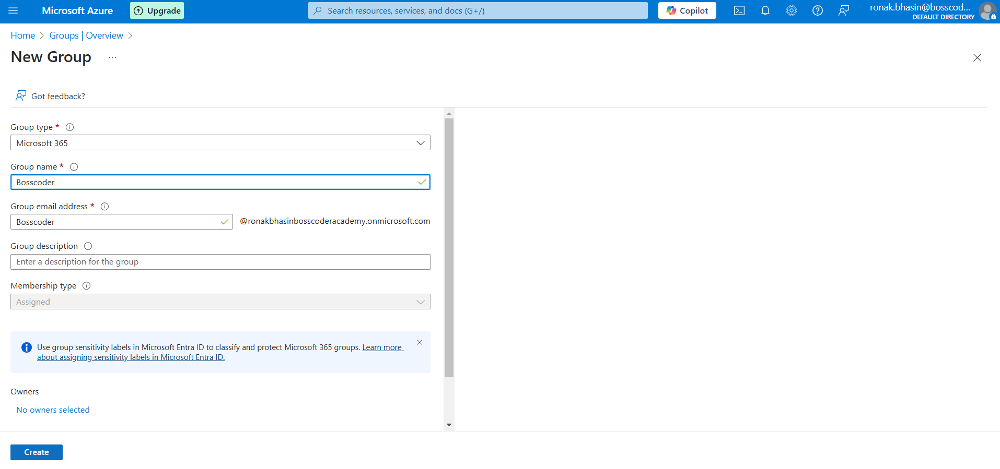 Microsoft Azure
Upgrade
Search resources, services, and docs (G+/)
Copilot
ronak.bhasin@bosscod...
DEFAULT DIRECTORY
Home > Groups | Overview >
New Group ...
Got feedback?
Group type *
Microsoft 365
Group name *
Bosscoder
Group email address *
Bosscoder @ronakbhasinbosscoderacademy.onmicrosoft.com
Group description
Enter a description for the group
Membership type
Assigned
Use group sensitivity labels in Microsoft Entra ID to classify and protect Microsoft 365 groups. Learn more
about assigning sensitivity labels in Microsoft Entra ID.
Owners
No owners selected
Create